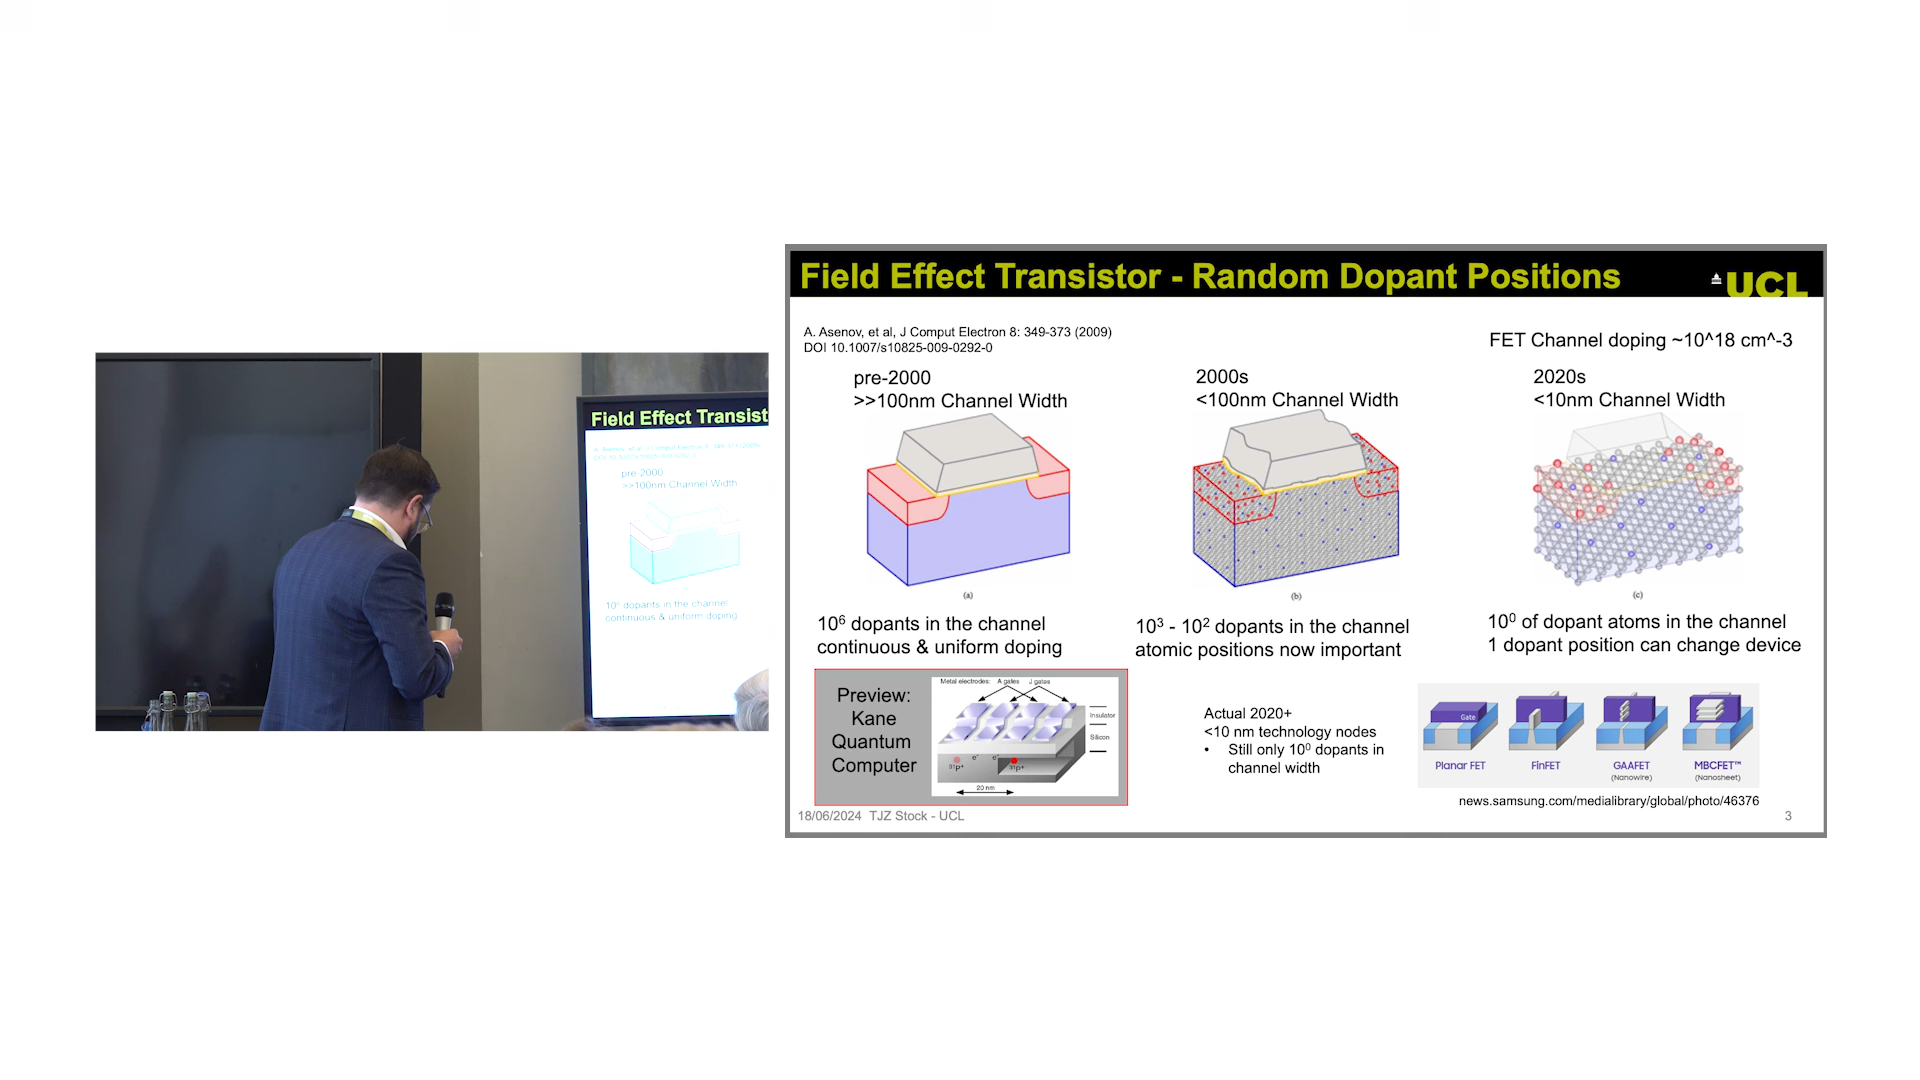 Field Effect Transist
pre-2000
>>100nm Channel Width
10⁶ dopants in the channel
continuous & uniform doping
Field Effect Transistor - Random Dopant Positions
UCL
A. Asenov, et al, J Comput Electron 8: 349-373 (2009)
DOI 10.1007/s10825-009-0292-0
FET Channel doping ~10^18 cm^-3
pre-2000
>>100nm Channel Width
2000s
<100nm Channel Width
2020s
<10nm Channel Width
(a)
(b)
(c)
10⁶ dopants in the channel
continuous & uniform doping
10³ - 10² dopants in the channel
atomic positions now important
10⁰ of dopant atoms in the channel
1 dopant position can change device
Preview:
Kane
Quantum
Computer
Metal electrodes: A gates J gates
Insulator
Silicon
e⁻ e⁻
³¹P⁺ ³¹P⁺
20 nm
Actual 2020+
<10 nm technology nodes
• Still only 10⁰ dopants in
channel width
Gate
Planar FET
FinFET
GAAFET
(Nanowire)
MBCFET™
(Nanosheet)
news.samsung.com/medialibrary/global/photo/46376
18/06/2024 TJZ Stock - UCL
3